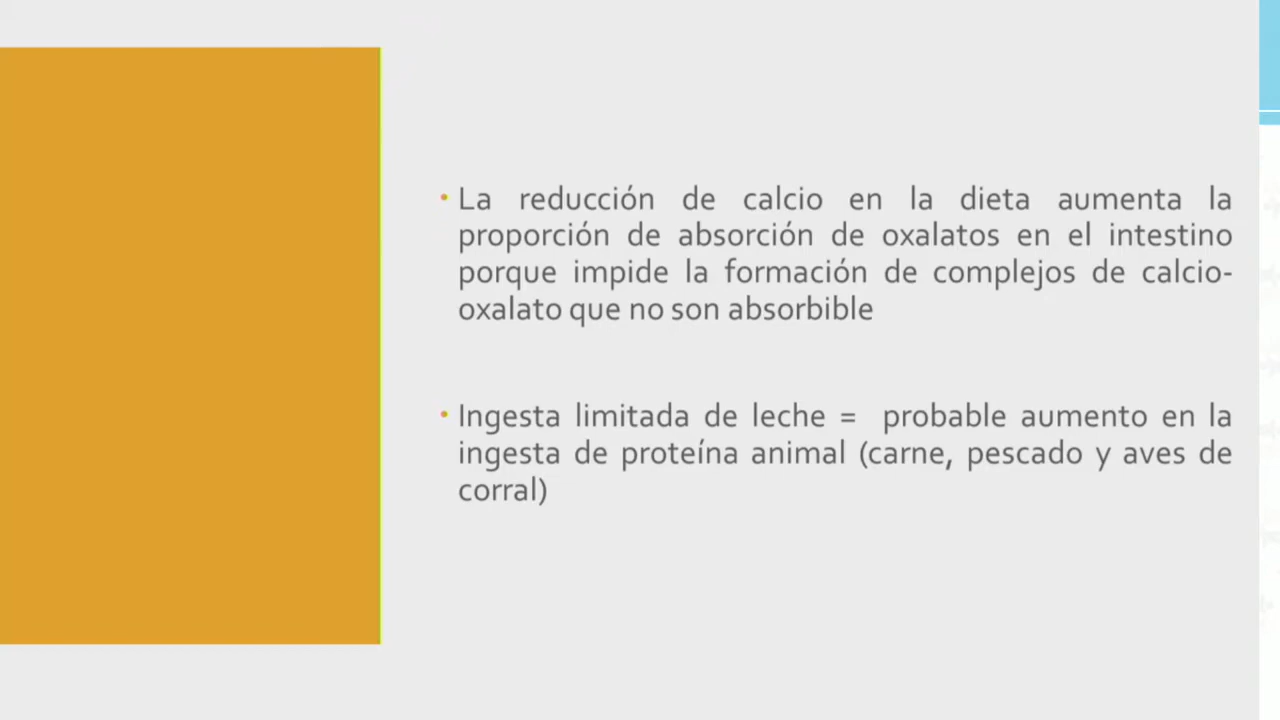 • La reducción de calcio en la dieta aumenta la
proporción de absorción de oxalatos en el intestino
porque impide la formación de complejos de calcio-
oxalato que no son absorbible
• Ingesta limitada de leche = probable aumento en la
ingesta de proteína animal (carne, pescado y aves de
corral)